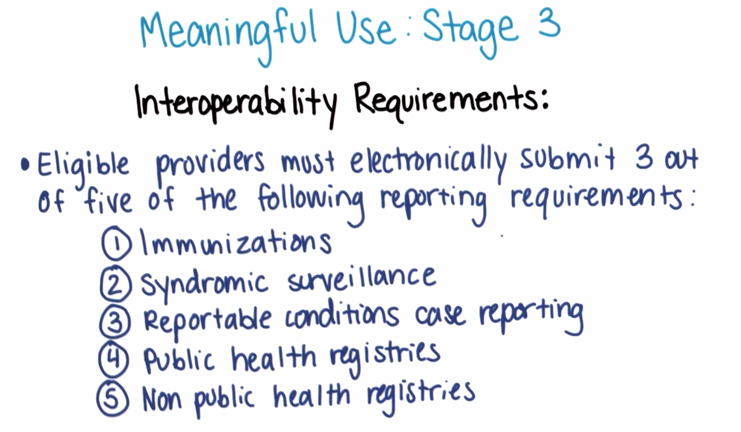 Meaningful Use: Stage 3
Interoperability Requirements:
• Eligible providers must electronically submit 3 out
of five of the following reporting requirements:
① Immunizations
② Syndromic surveillance
③ Reportable conditions case reporting
④ Public health registries
⑤ Non public health registries